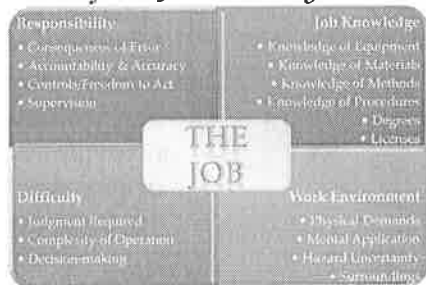 Responsibility
• Consequences of Error
• Accountability & Accuracy
• Controls/Freedom to Act
• Supervision
Job Knowledge
• Knowledge of Equipment
• Knowledge of Materials
• Knowledge of Methods
• Knowledge of Procedures
• Degrees
• Licenses
THE
JOB
Difficulty
• Judgment Required
• Complexity of Operation
• Decision-making
Work Environment
• Physical Demands
• Mental Application
• Hazard Uncertainty
• Surroundings